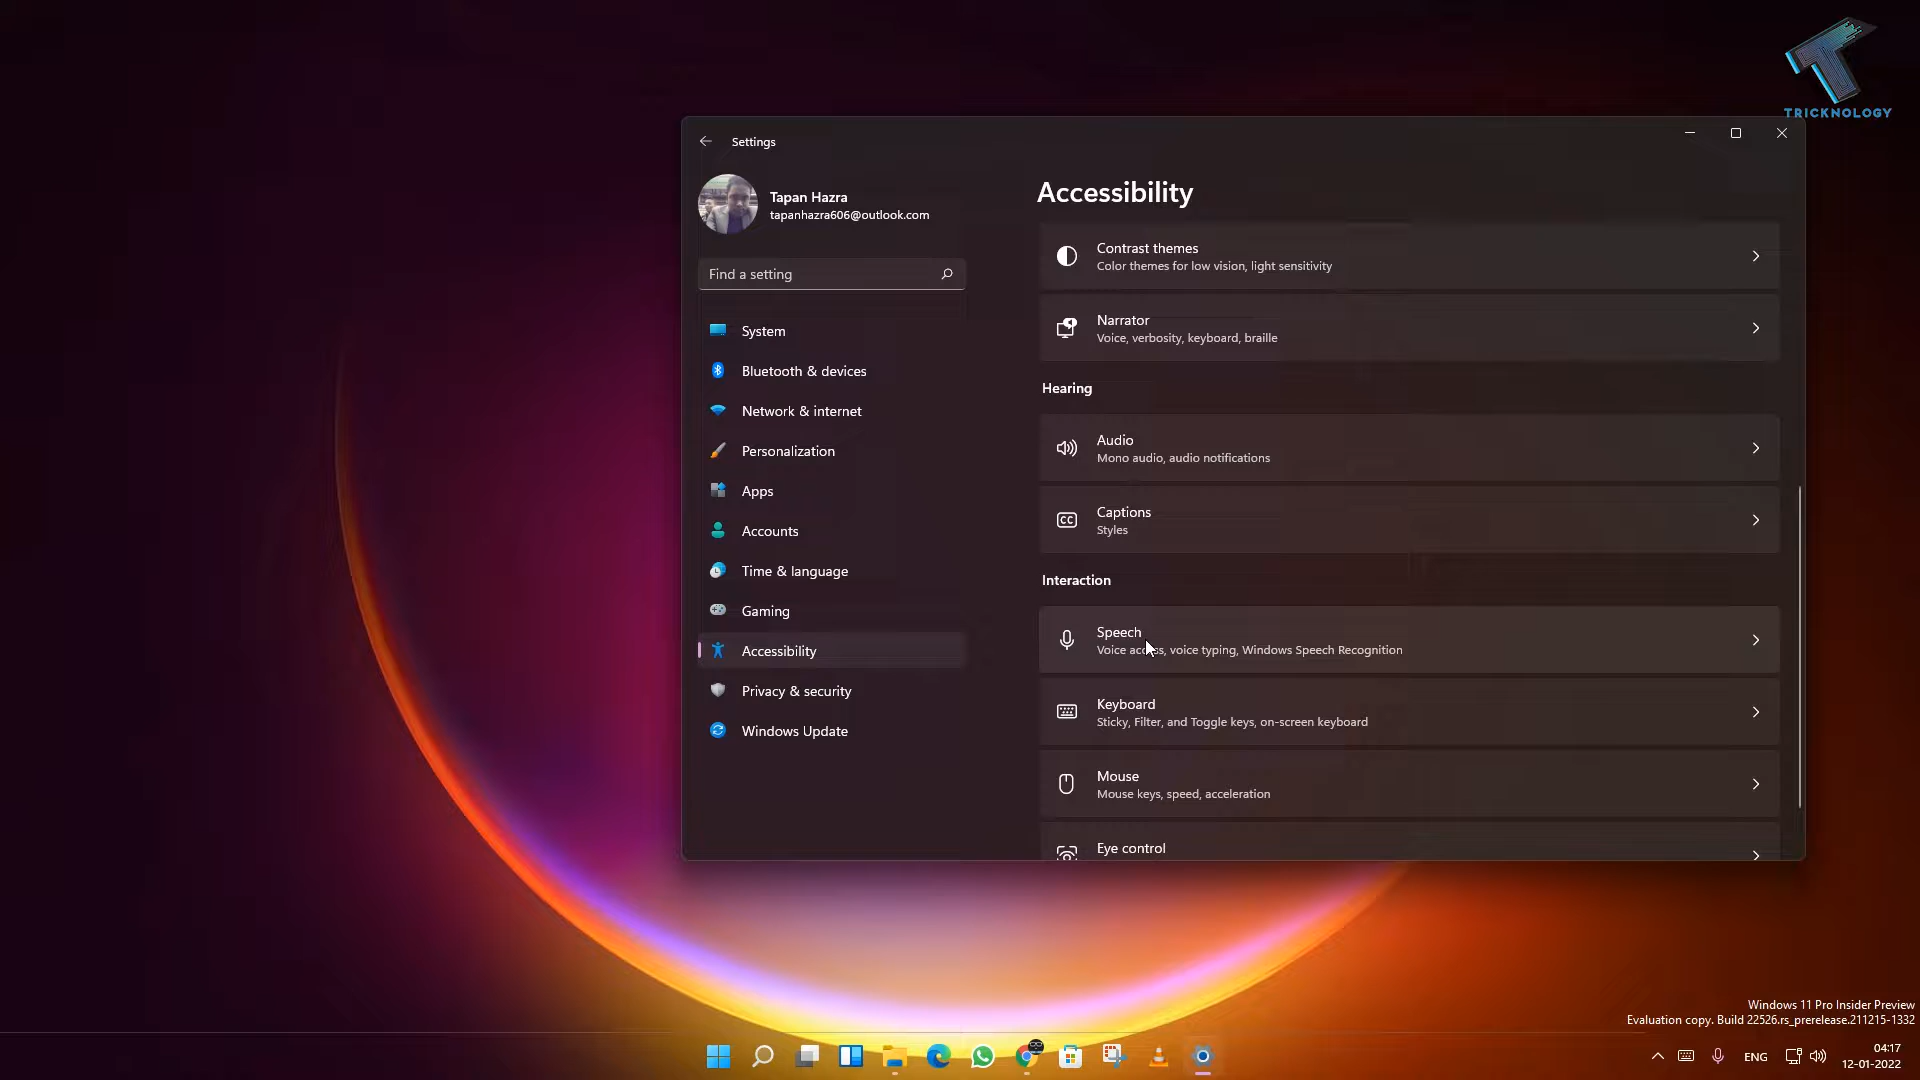 TRICKNOLOGY
Settings
Tapan Hazra
tapanhazra606@outlook.com
Find a setting
System
Bluetooth & devices
Network & internet
Personalization
Apps
Accounts
Time & language
Gaming
Accessibility
Privacy & security
Windows Update
Accessibility
Contrast themes
Color themes for low vision, light sensitivity
Narrator
Voice, verbosity, keyboard, braille
Hearing
Audio
Mono audio, audio notifications
CC
Captions
Styles
Interaction
Speech
Voice access, voice typing, Windows Speech Recognition
Keyboard
Sticky, Filter, and Toggle keys, on-screen keyboard
Mouse
Mouse keys, speed, acceleration
Eye control
Windows 11 Pro Insider Preview
Evaluation copy. Build 22526.rs_prerelease.211215-1332
ENG
04:17
12-01-2022